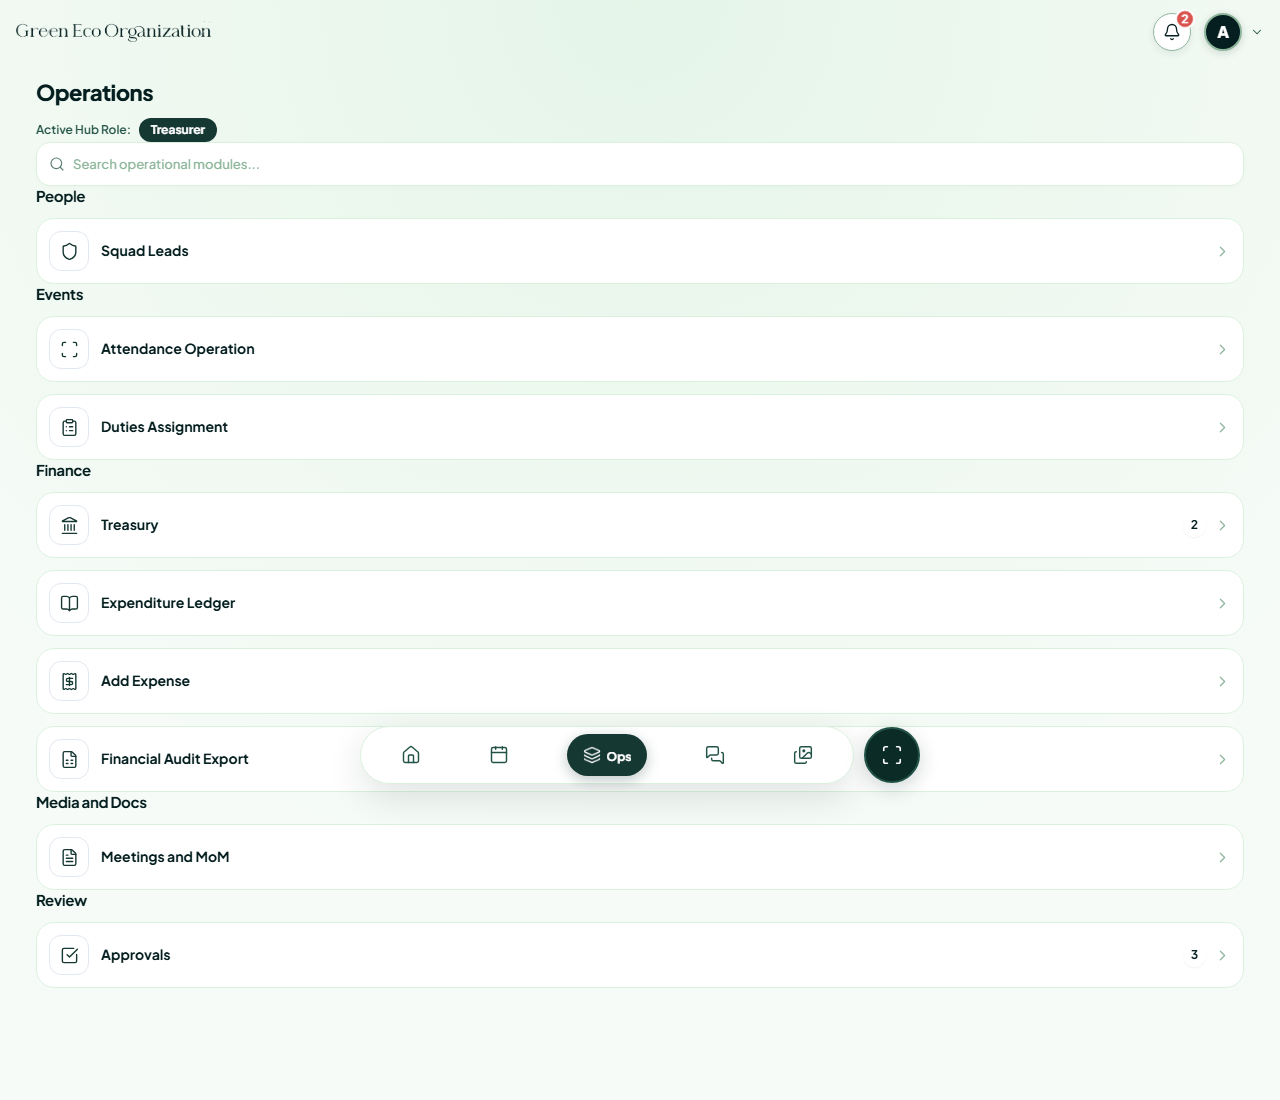 Green Eco Organization
2
A
Operations
Active Hub Role: Treasurer
Search operational modules...
People
Squad Leads
Events
Attendance Operation
Duties Assignment
Finance
Treasury 2
Expenditure Ledger
Add Expense
Financial Audit Export
Ops
Media and Docs
Meetings and MoM
Review
Approvals 3